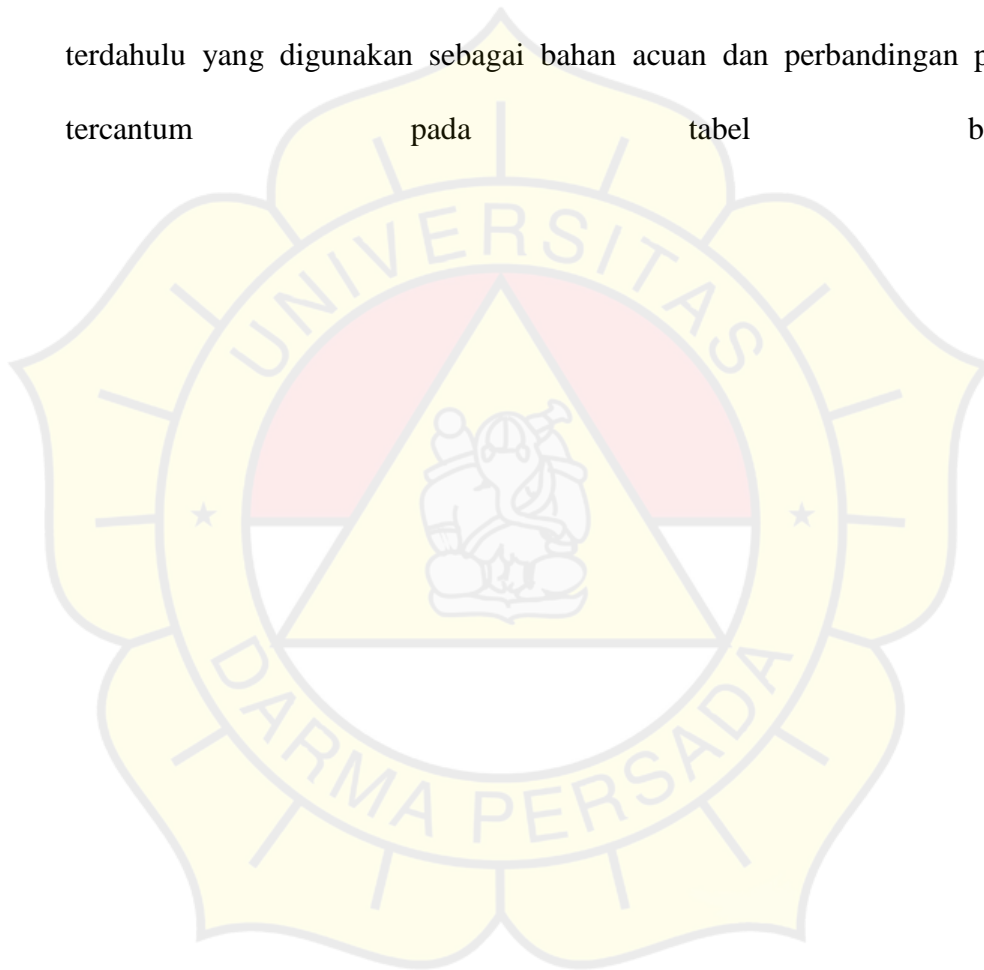 terdahulu yang digunakan sebagai bahan acuan dan perbandingan p
tercantum pada tabel b
UNIVERSITAS
DARMA PERSADA